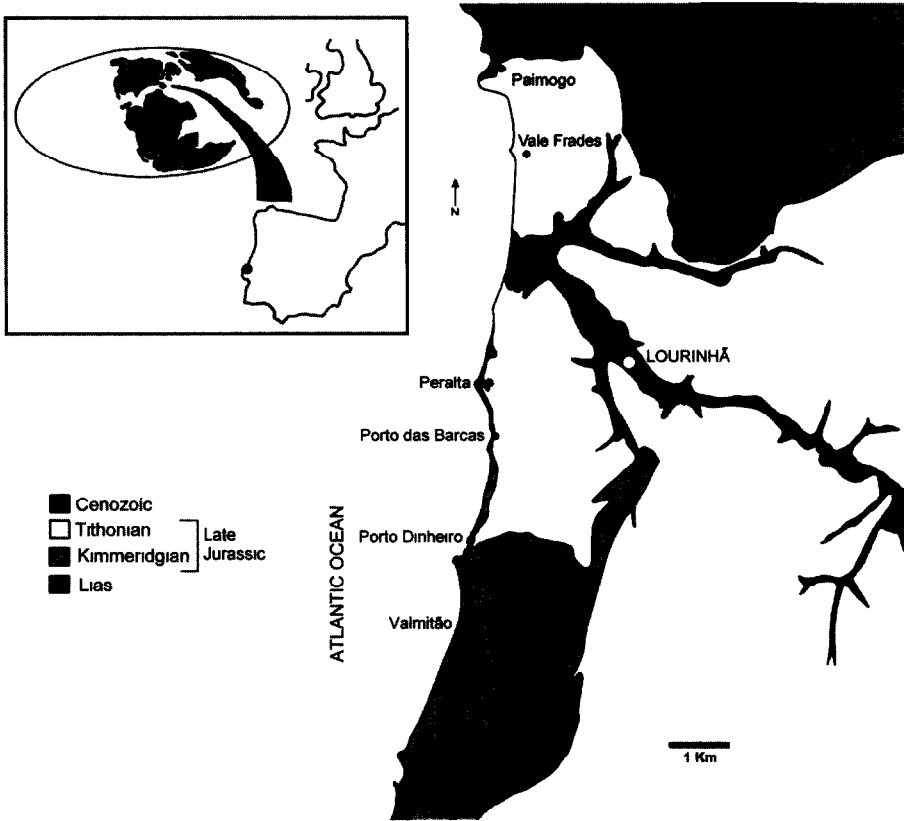 Paimogo
Vale Frades
N
LOURINHÃ
Peralta
Porto das Barcas
Cenozoic
Tithonian
Late
Jurassic
Kimmeridgian
Lias
Porto Dinheiro
ATLANTIC OCEAN
Valmitão
1 Km